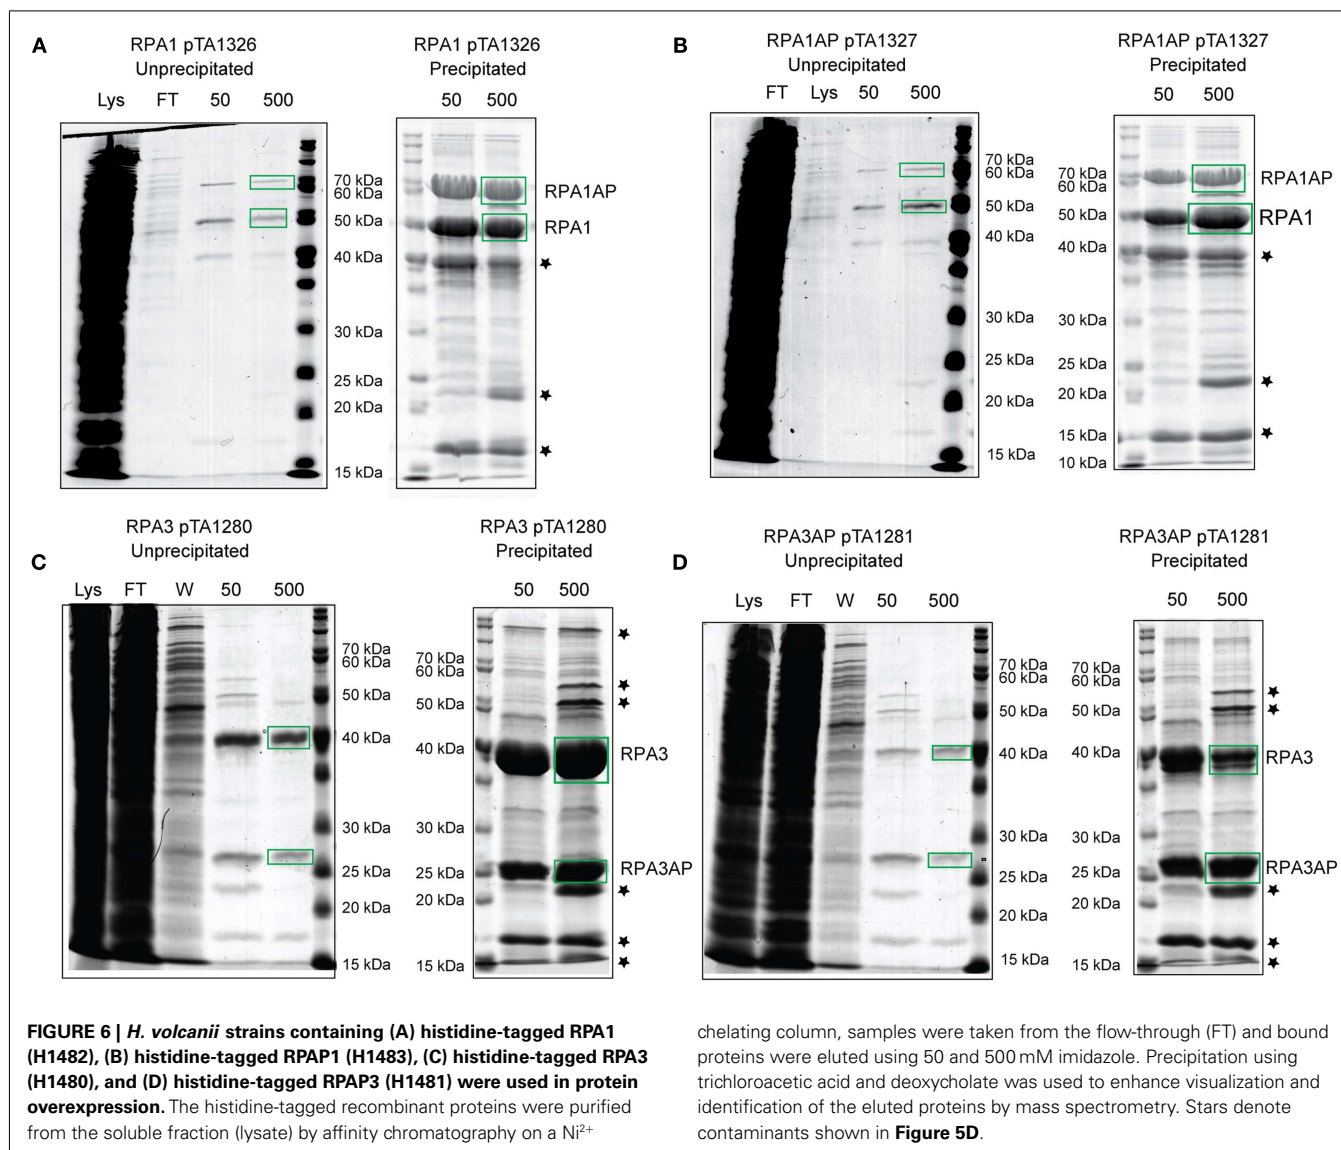 A
RPA1 pTA1326
Unprecipitated
Lys FT 50 500
70 kDa
60 kDa
50 kDa
40 kDa
30 kDa
25 kDa
20 kDa
15 kDa
RPA1 pTA1326
Precipitated
50 500
RPA1AP
RPA1
B
RPA1AP pTA1327
Unprecipitated
FT Lys 50 500
70 kDa
60 kDa
50 kDa
40 kDa
30 kDa
25 kDa
20 kDa
15 kDa
RPA1AP pTA1327
Precipitated
50 500
70 kDa
60 kDa
50 kDa
40 kDa
30 kDa
25 kDa
20 kDa
15 kDa
10 kDa
RPA1AP
RPA1
C
RPA3 pTA1280
Unprecipitated
Lys FT W 50 500
70 kDa
60 kDa
50 kDa
40 kDa
30 kDa
25 kDa
20 kDa
15 kDa
RPA3 pTA1280
Precipitated
50 500
70 kDa
60 kDa
50 kDa
40 kDa
30 kDa
25 kDa
20 kDa
15 kDa
RPA3
RPA3AP
D
RPA3AP pTA1281
Unprecipitated
Lys FT W 50 500
70 kDa
60 kDa
50 kDa
40 kDa
30 kDa
25 kDa
20 kDa
15 kDa
RPA3AP pTA1281
Precipitated
50 500
70 kDa
60 kDa
50 kDa
40 kDa
30 kDa
25 kDa
20 kDa
15 kDa
RPA3
RPA3AP
FIGURE 6 | H. volcanii strains containing (A) histidine-tagged RPA1
(H1482), (B) histidine-tagged RPAP1 (H1483), (C) histidine-tagged RPA3
(H1480), and (D) histidine-tagged RPAP3 (H1481) were used in protein
overexpression. The histidine-tagged recombinant proteins were purified
from the soluble fraction (lysate) by affinity chromatography on a Ni²⁺
chelating column, samples were taken from the flow-through (FT) and bound
proteins were eluted using 50 and 500 mM imidazole. Precipitation using
trichloroacetic acid and deoxycholate was used to enhance visualization and
identification of the eluted proteins by mass spectrometry. Stars denote
contaminants shown in Figure 5D.